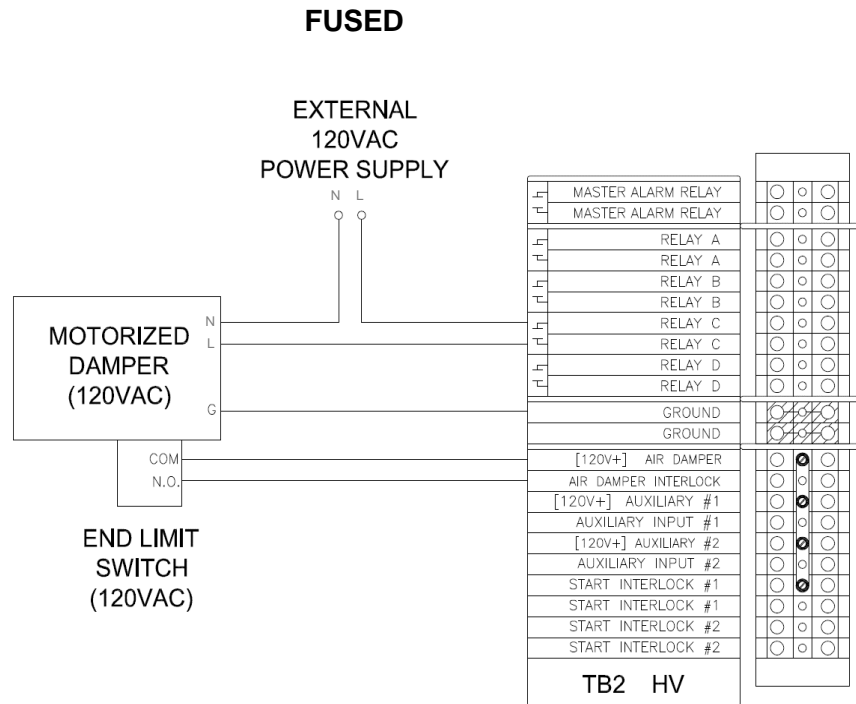 FUSED
EXTERNAL
120VAC
POWER SUPPLY
N L
MOTORIZED
DAMPER
(120VAC)
N
L
G
COM
N.O.
END LIMIT
SWITCH
(120VAC)
MASTER ALARM RELAY
MASTER ALARM RELAY
RELAY A
RELAY A
RELAY B
RELAY B
RELAY C
RELAY C
RELAY D
RELAY D
GROUND
GROUND
[120V+] AIR DAMPER
AIR DAMPER INTERLOCK
[120V+] AUXILIARY #1
AUXILIARY INPUT #1
[120V+] AUXILIARY #2
AUXILIARY INPUT #2
START INTERLOCK #1
START INTERLOCK #1
START INTERLOCK #2
START INTERLOCK #2
TB2 HV